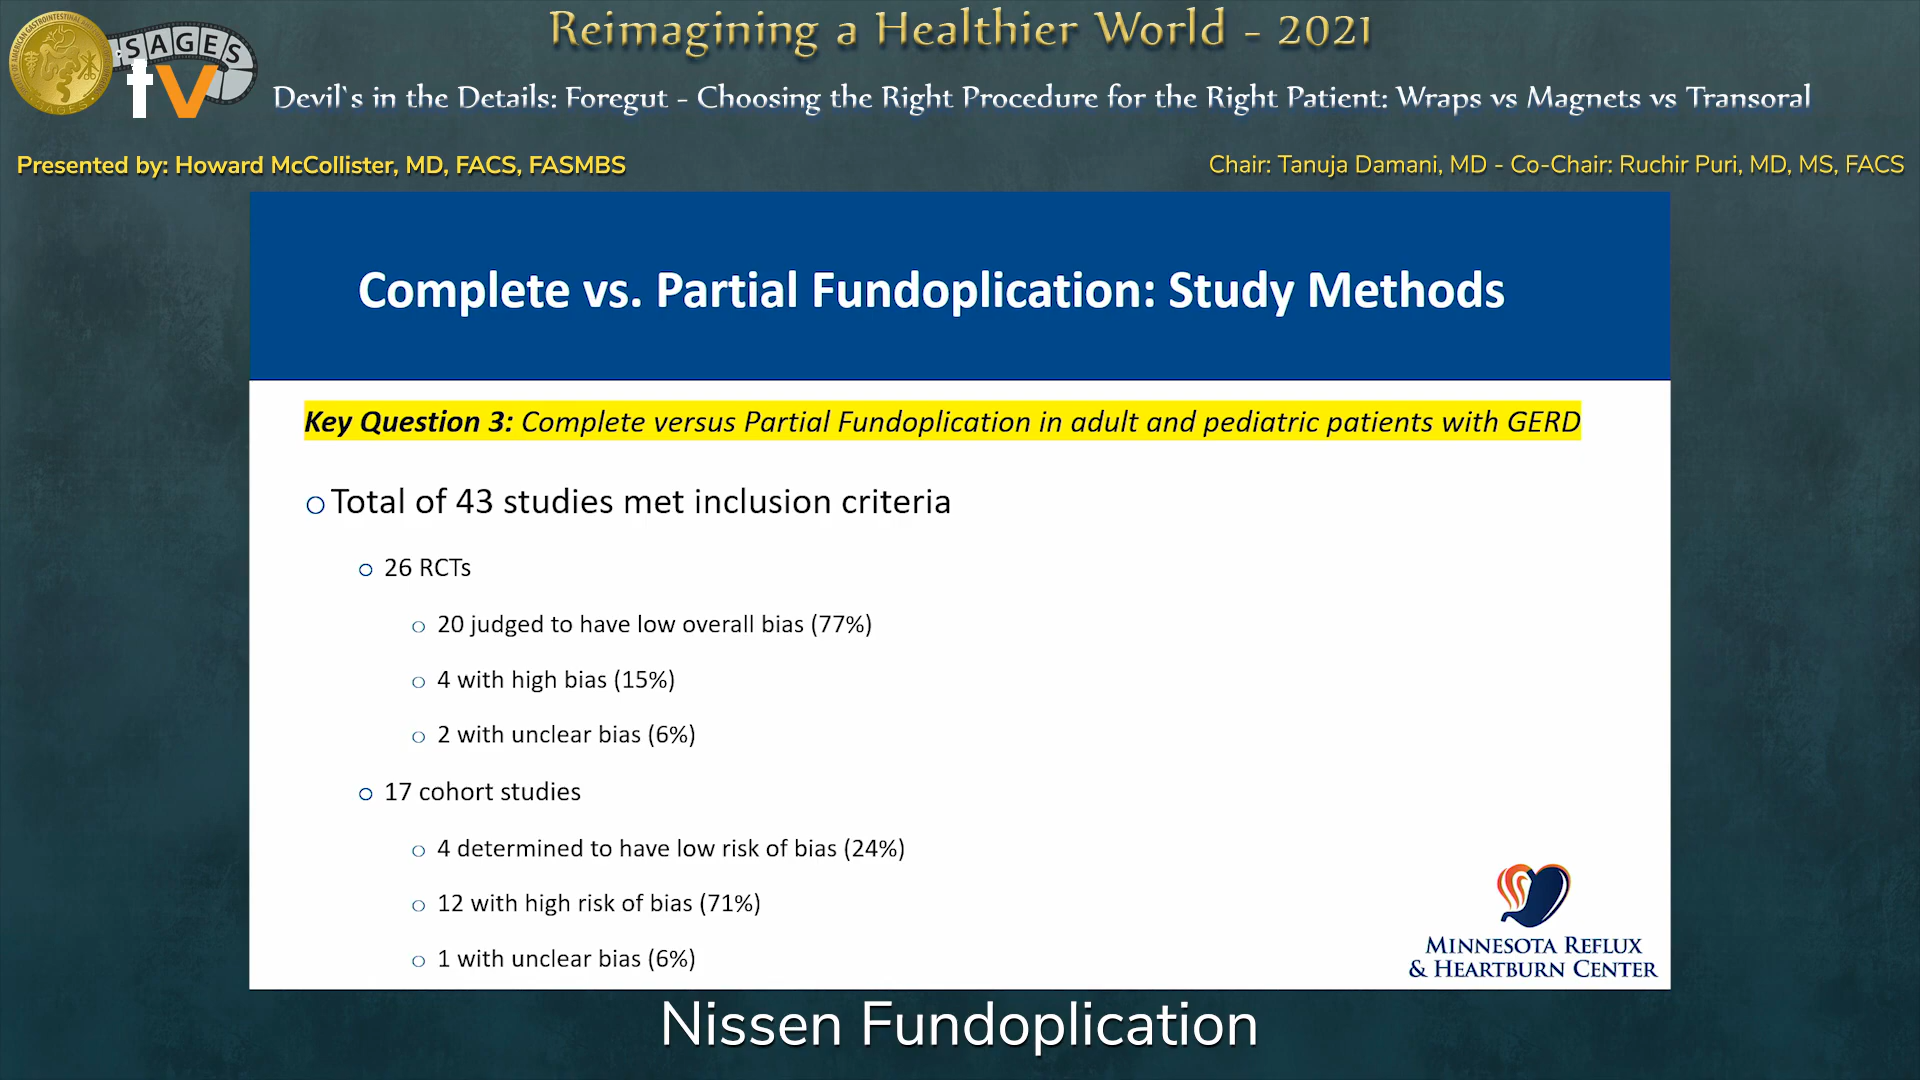 Reimagining a Healthier World - 2021
SAGES
tv
Devil`s in the Details: Foregut - Choosing the Right Procedure for the Right Patient: Wraps vs Magnets vs Transoral
Presented by: Howard McCollister, MD, FACS, FASMBS
Chair: Tanuja Damani, MD - Co-Chair: Ruchir Puri, MD, MS, FACS
Complete vs. Partial Fundoplication: Study Methods
Key Question 3: Complete versus Partial Fundoplication in adult and pediatric patients with GERD
Total of 43 studies met inclusion criteria
26 RCTs
20 judged to have low overall bias (77%)
4 with high bias (15%)
2 with unclear bias (6%)
17 cohort studies
4 determined to have low risk of bias (24%)
12 with high risk of bias (71%)
1 with unclear bias (6%)
MINNESOTA REFLUX
& HEARTBURN CENTER
Nissen Fundoplication